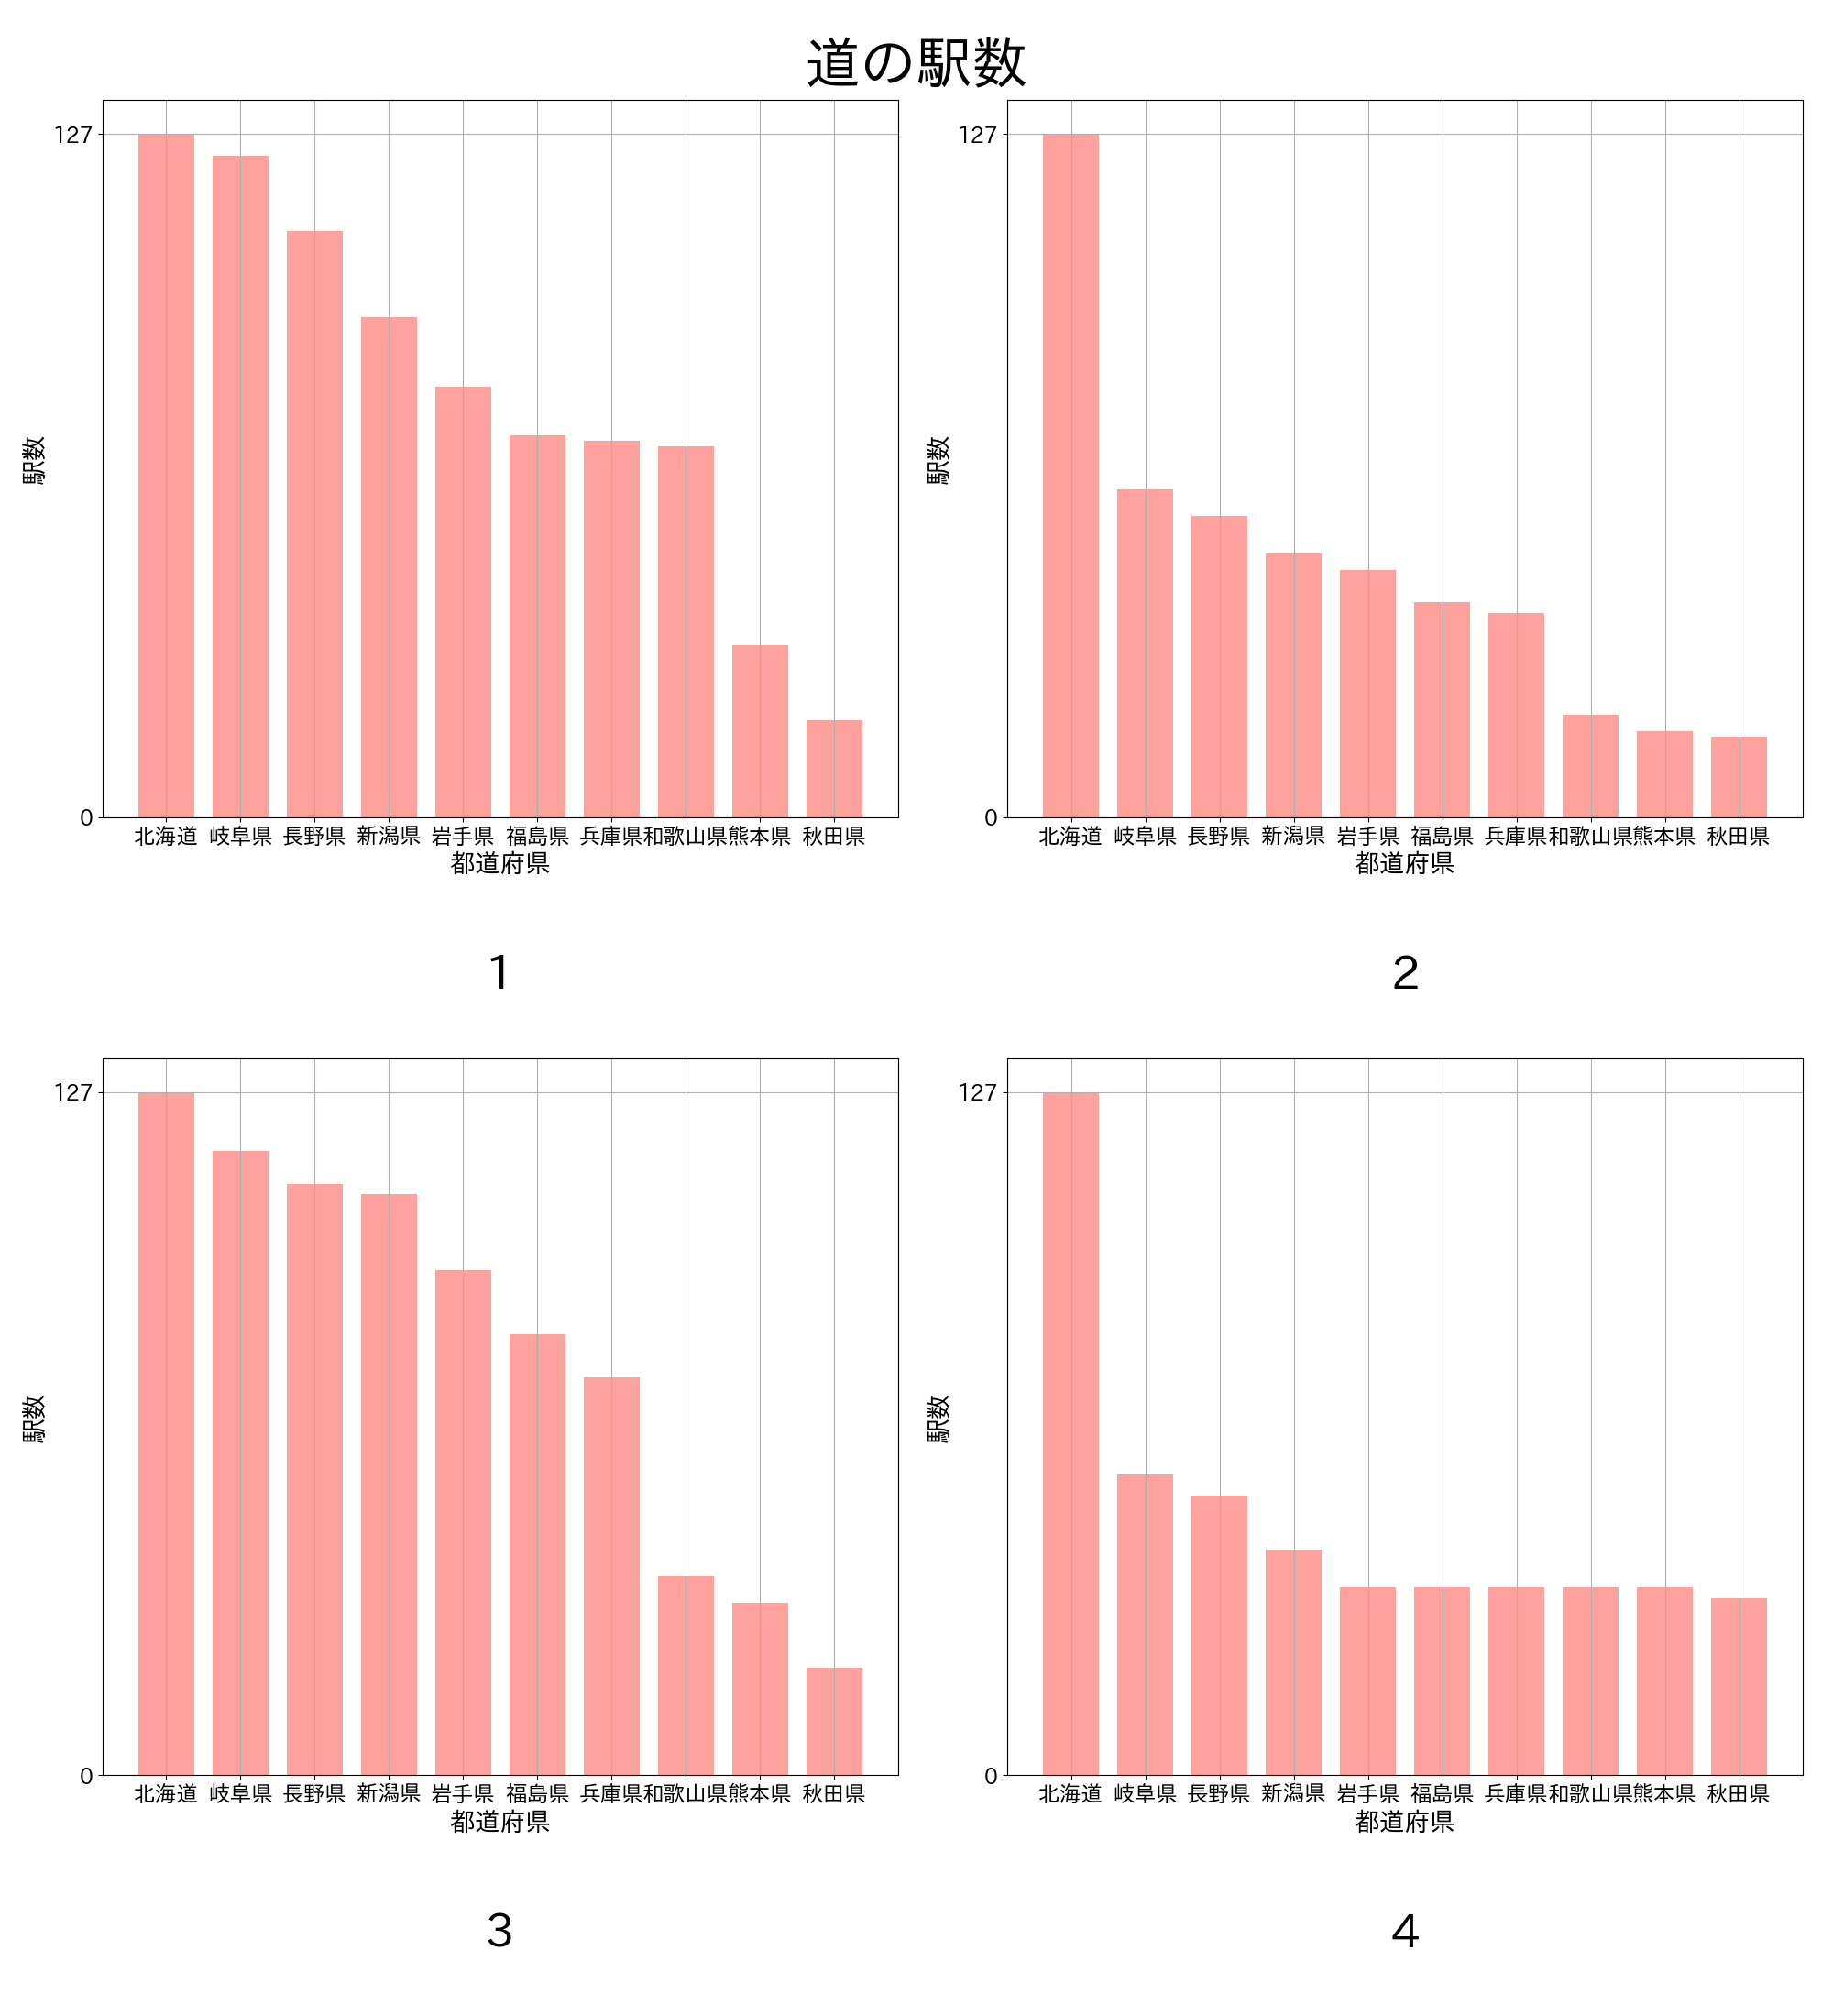 道の駅数
127
0
駅数
北海道 岐阜県 長野県 新潟県 岩手県 福島県 兵庫県 和歌山県 熊本県 秋田県
都道府県
1
127
0
駅数
北海道 岐阜県 長野県 新潟県 岩手県 福島県 兵庫県 和歌山県 熊本県 秋田県
都道府県
2
127
0
駅数
北海道 岐阜県 長野県 新潟県 岩手県 福島県 兵庫県 和歌山県 熊本県 秋田県
都道府県
3
127
0
駅数
北海道 岐阜県 長野県 新潟県 岩手県 福島県 兵庫県 和歌山県 熊本県 秋田県
都道府県
4